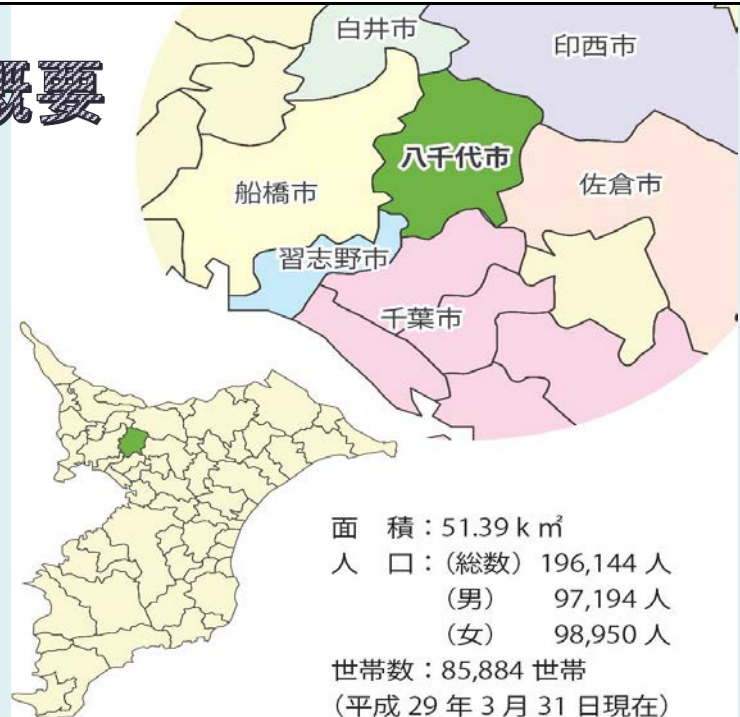 概要
白井市
印西市
八千代市
船橋市
佐倉市
習志野市
千葉市
面　積：51.39ｋ㎡
人　口：（総数）196,144 人
（男）　97,194 人
（女）　98,950 人
世帯数：85,884 世帯
（平成 29 年 3 月 31 日現在）